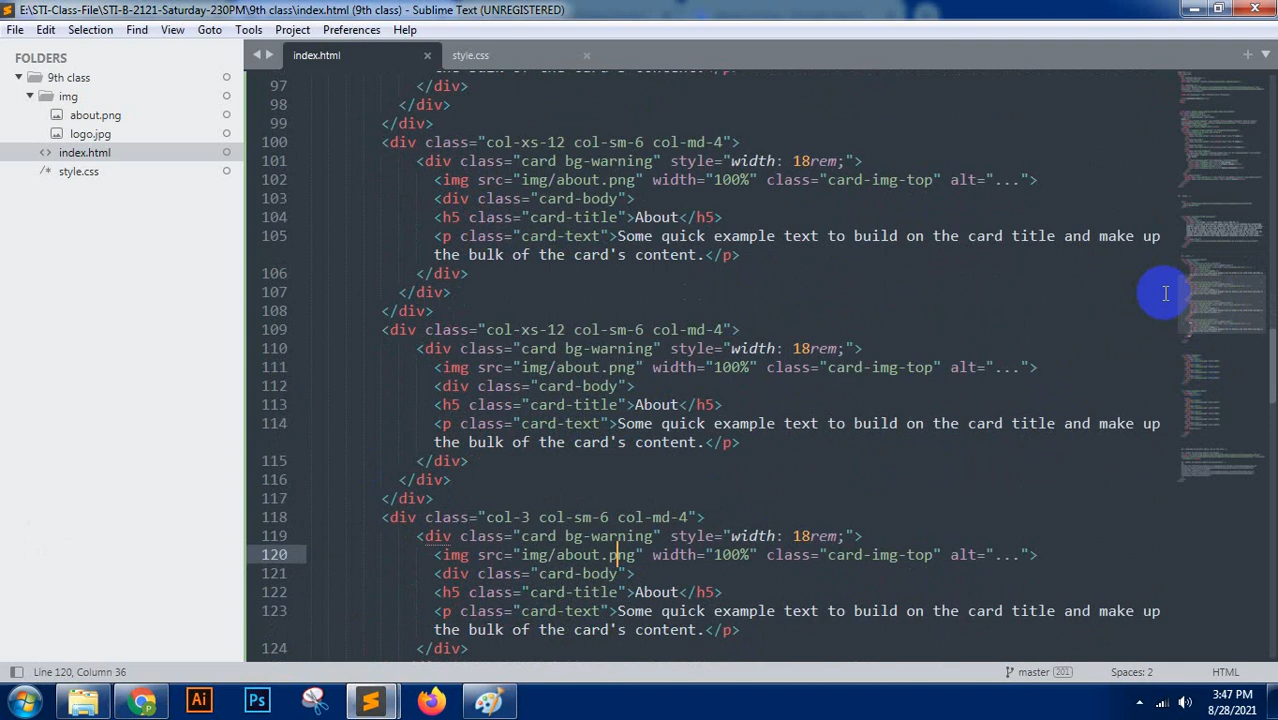 E:\STI-Class-File\STI-B-2121-Saturday-230PM\9th class\index.html (9th class) - Sublime Text (UNREGISTERED)
File Edit Selection Find View Goto Tools Project Preferences Help
FOLDERS
9th class
img
about.png
logo.jpg
<> index.html
/* style.css
index.html
style.css
the bulk of the card's content.</p>
97 </div>
98 </div>
99 </div>
100 <div class="col-xs-12 col-sm-6 col-md-4">
101 <div class="card bg-warning" style="width: 18rem;">
102 <img src="img/about.png" width="100%" class="card-img-top" alt="...">
103 <div class="card-body">
104 <h5 class="card-title">About</h5>
105 <p class="card-text">Some quick example text to build on the card title and make up
the bulk of the card's content.</p>
106 </div>
107 </div>
108 </div>
109 <div class="col-xs-12 col-sm-6 col-md-4">
110 <div class="card bg-warning" style="width: 18rem;">
111 <img src="img/about.png" width="100%" class="card-img-top" alt="...">
112 <div class="card-body">
113 <h5 class="card-title">About</h5>
114 <p class="card-text">Some quick example text to build on the card title and make up
the bulk of the card's content.</p>
115 </div>
116 </div>
117 </div>
118 <div class="col-3 col-sm-6 col-md-4">
119 <div class="card bg-warning" style="width: 18rem;">
120 <img src="img/about.png" width="100%" class="card-img-top" alt="...">
121 <div class="card-body">
122 <h5 class="card-title">About</h5>
123 <p class="card-text">Some quick example text to build on the card title and make up
the bulk of the card's content.</p>
124 </div>
Line 120, Column 36
master 201
Spaces: 2
HTML
Ai
Ps
3:47 PM
8/28/2021